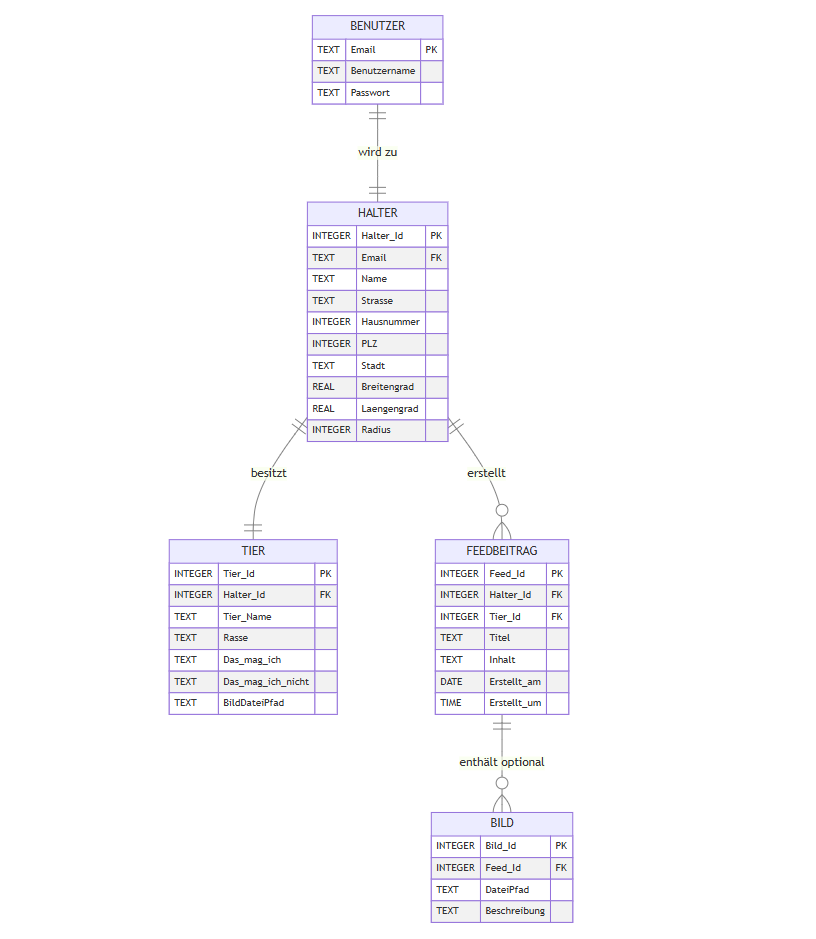 BENUTZER
TEXT Email PK
TEXT Benutzername
TEXT Passwort
wird zu
HALTER
INTEGER Halter_Id PK
TEXT Email FK
TEXT Name
TEXT Strasse
INTEGER Hausnummer
INTEGER PLZ
TEXT Stadt
REAL Breitengrad
REAL Laengengrad
INTEGER Radius
besitzt
erstellt
TIER
INTEGER Tier_Id PK
INTEGER Halter_Id FK
TEXT Tier_Name
TEXT Rasse
TEXT Das_mag_ich
TEXT Das_mag_ich_nicht
TEXT BildDateiPfad
FEEDBEITRAG
INTEGER Feed_Id PK
INTEGER Halter_Id FK
INTEGER Tier_Id FK
TEXT Titel
TEXT Inhalt
DATE Erstellt_am
TIME Erstellt_um
enthält optional
BILD
INTEGER Bild_Id PK
INTEGER Feed_Id FK
TEXT DateiPfad
TEXT Beschreibung